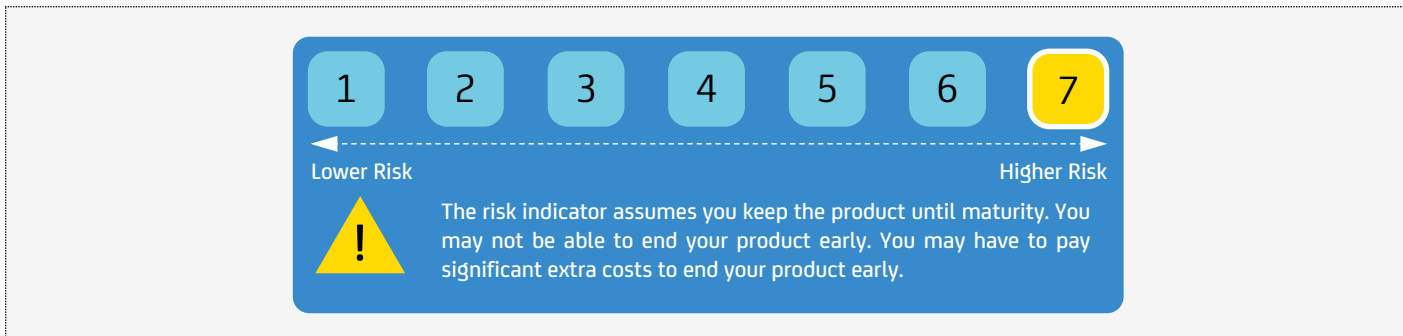 1 2 3 4 5 6 7
Lower Risk Higher Risk
! The risk indicator assumes you keep the product until maturity. You
may not be able to end your product early. You may have to pay
significant extra costs to end your product early.